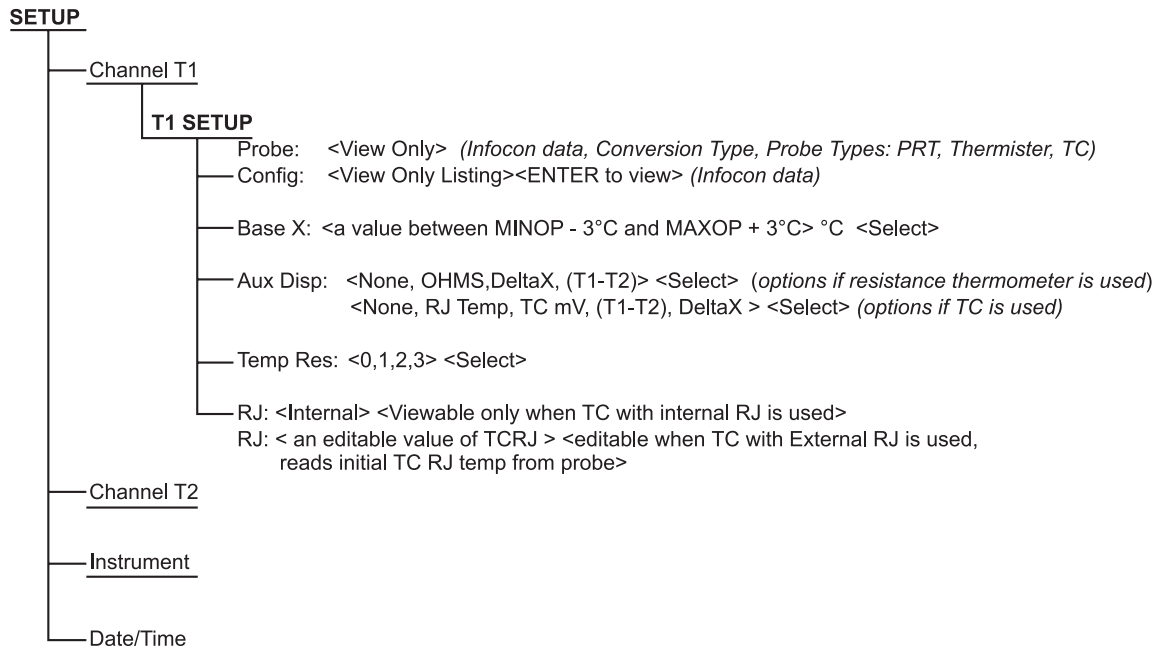 SETUP
Channel T1
T1 SETUP
Probe: <View Only> (Infocon data, Conversion Type, Probe Types: PRT, Thermister, TC)
Config: <View Only Listing><ENTER to view> (Infocon data)
Base X: <a value between MINOP - 3°C and MAXOP + 3°C> °C <Select>
Aux Disp: <None, OHMS,DeltaX, (T1-T2)> <Select> (options if resistance thermometer is used)
<None, RJ Temp, TC mV, (T1-T2), DeltaX > <Select> (options if TC is used)
Temp Res: <0,1,2,3> <Select>
RJ: <Internal> <Viewable only when TC with internal RJ is used>
RJ: < an editable value of TCRJ > <editable when TC with External RJ is used,
reads initial TC RJ temp from probe>
Channel T2
Instrument
Date/Time